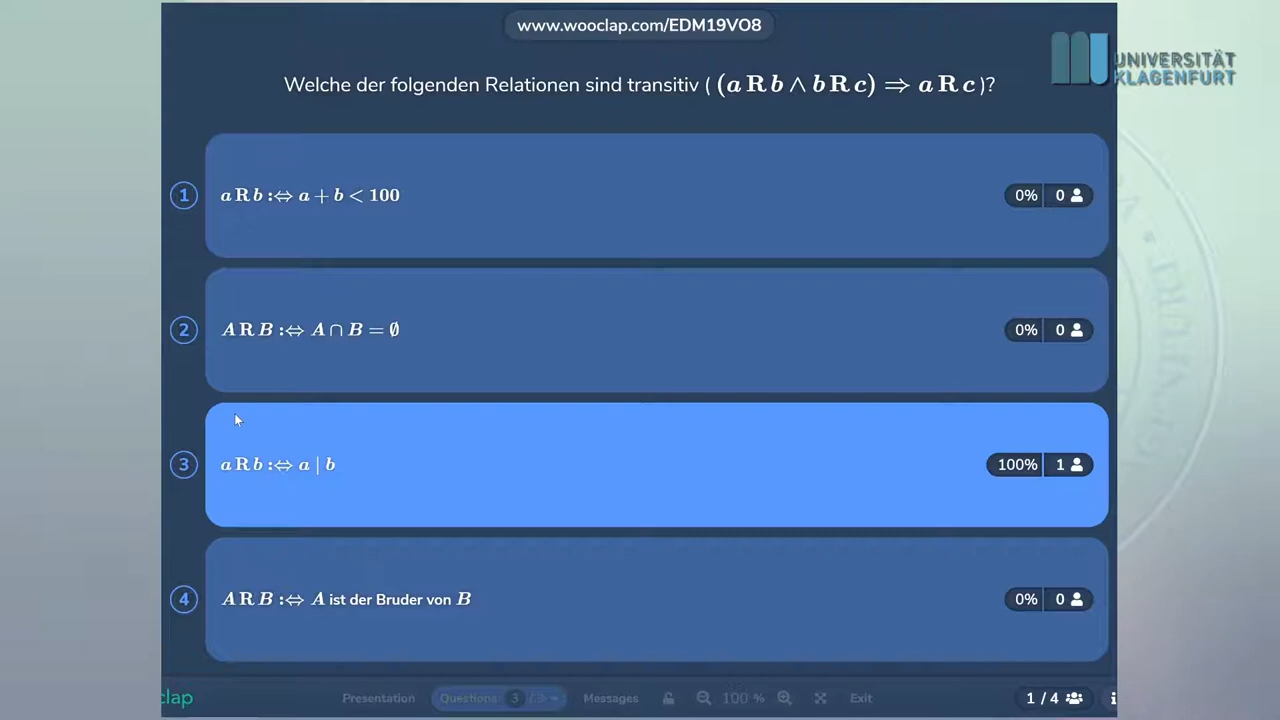 www.wooclap.com/EDM19VO8
UNIVERSITÄT
KLAGENFURT
Welche der folgenden Relationen sind transitiv ( (a R b ∧ b R c) ⇒ a R c )?
1 a R b :⇔ a + b < 100 0% 0
2 A R B :⇔ A ∩ B = ∅ 0% 0
3 a R b :⇔ a | b 100% 1
4 A R B :⇔ A ist der Bruder von B 0% 0
clap Presentation Questions 3 / 3 Messages 100 % Exit 1 / 4